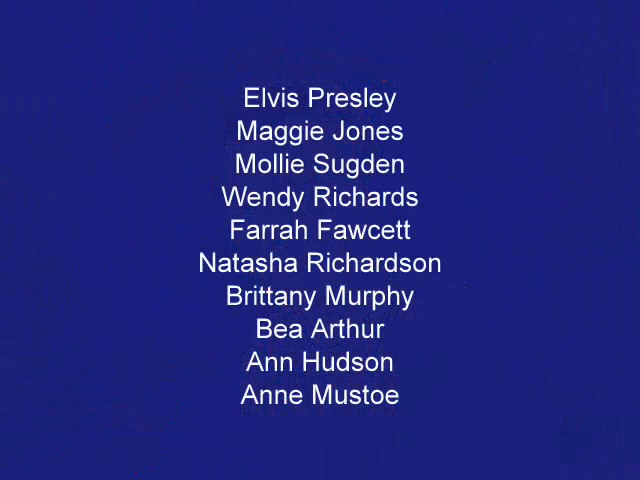 Elvis Presley
Maggie Jones
Mollie Sugden
Wendy Richards
Farrah Fawcett
Natasha Richardson
Brittany Murphy
Bea Arthur
Ann Hudson
Anne Mustoe